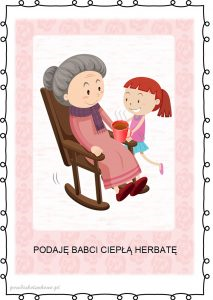 PODAJĘ BABCI CIEPŁĄ HERBATĘ